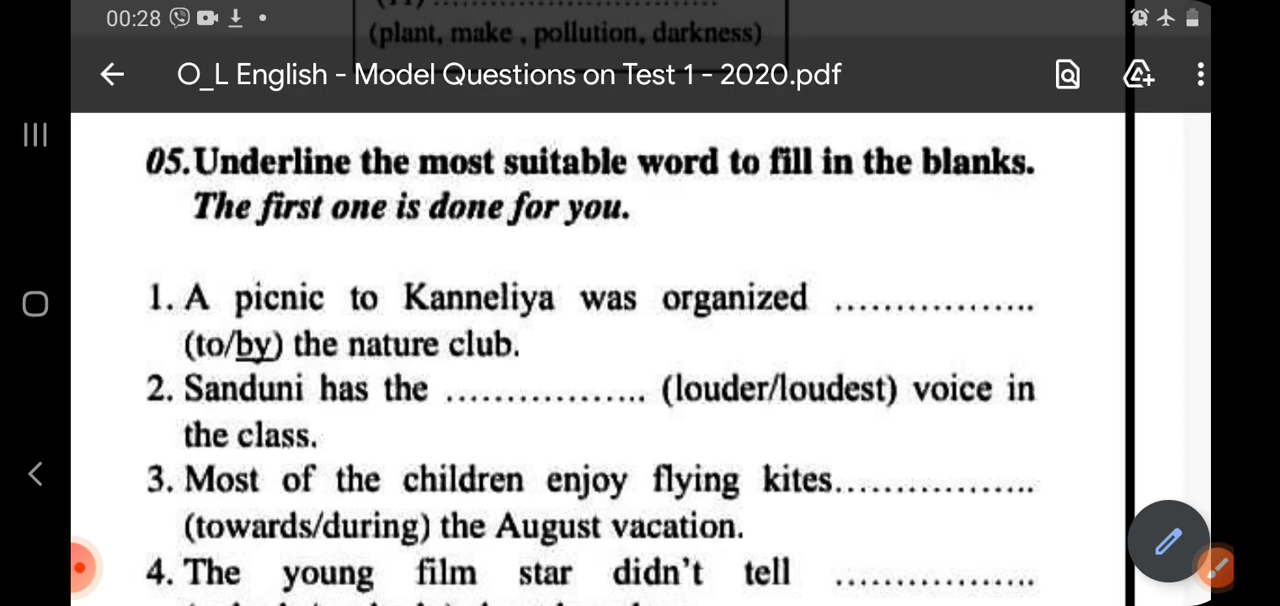 00:28
(plant, make , pollution, darkness)
O_L English - Model Questions on Test 1 - 2020.pdf
05.Underline the most suitable word to fill in the blanks.
The first one is done for you.
1. A picnic to Kanneliya was organized .................
(to/by) the nature club.
2. Sanduni has the ................. (louder/loudest) voice in
the class.
3. Most of the children enjoy flying kites.................
(towards/during) the August vacation.
4. The young film star didn't tell .................